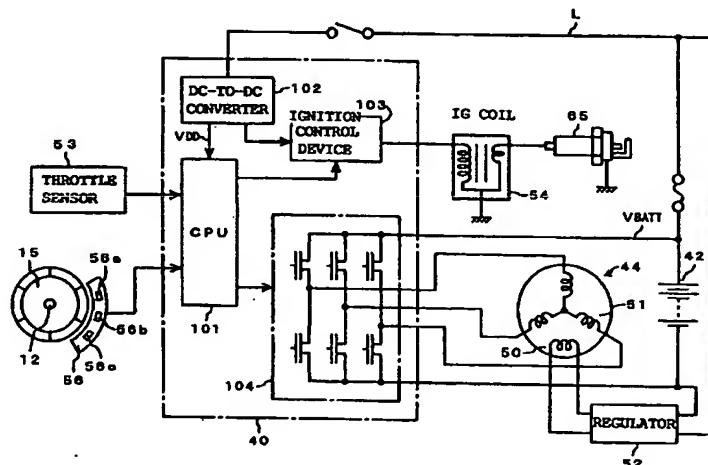 L
DC-TO-DC
CONVERTER
102
103
IGNITION
CONTROL
DEVICE
IG COIL
65
VDD
53
THROTTLE
SENSOR
54
CPU
VBATT
15
56a
42
44
51
101
56b
12
50
56
56a
104
REGULATOR
40
52